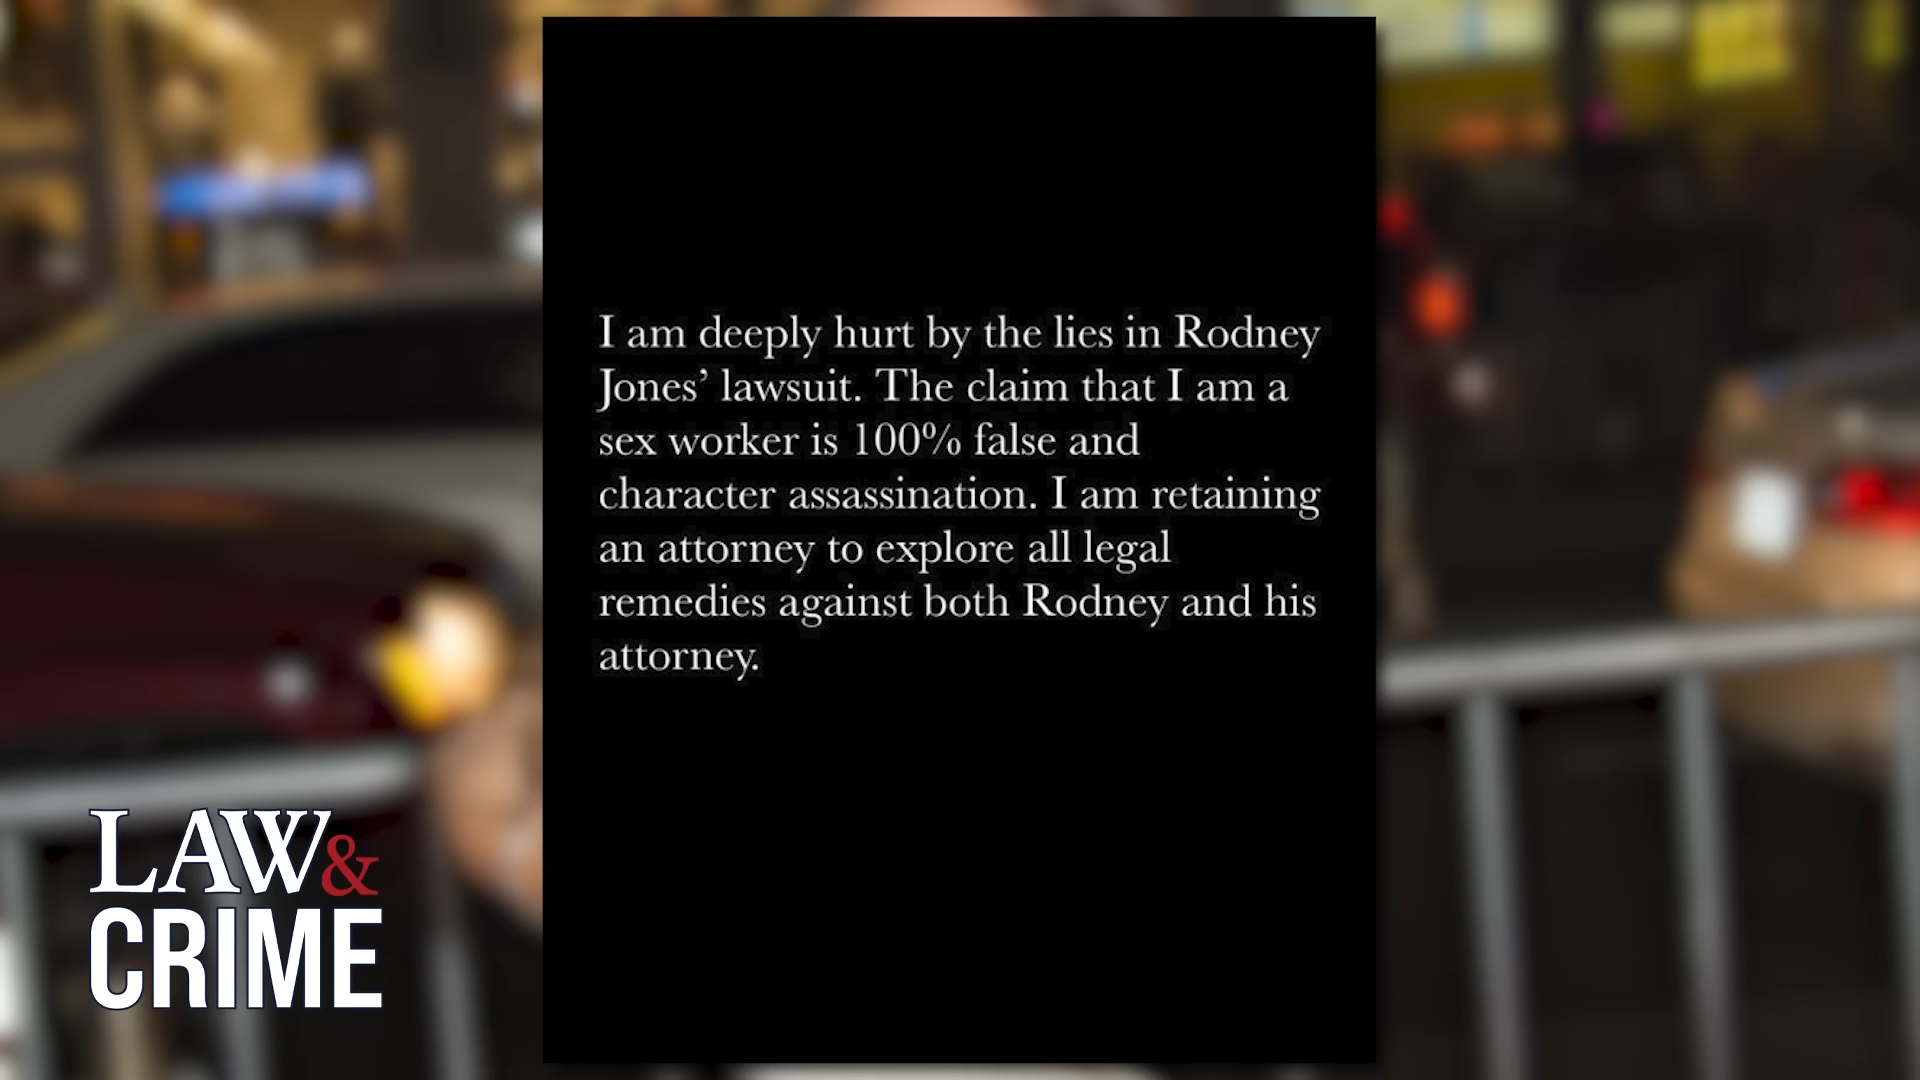 I am deeply hurt by the lies in Rodney
Jones’ lawsuit. The claim that I am a
sex worker is 100% false and
character assassination. I am retaining
an attorney to explore all legal
remedies against both Rodney and his
attorney.
LAW&
CRIME